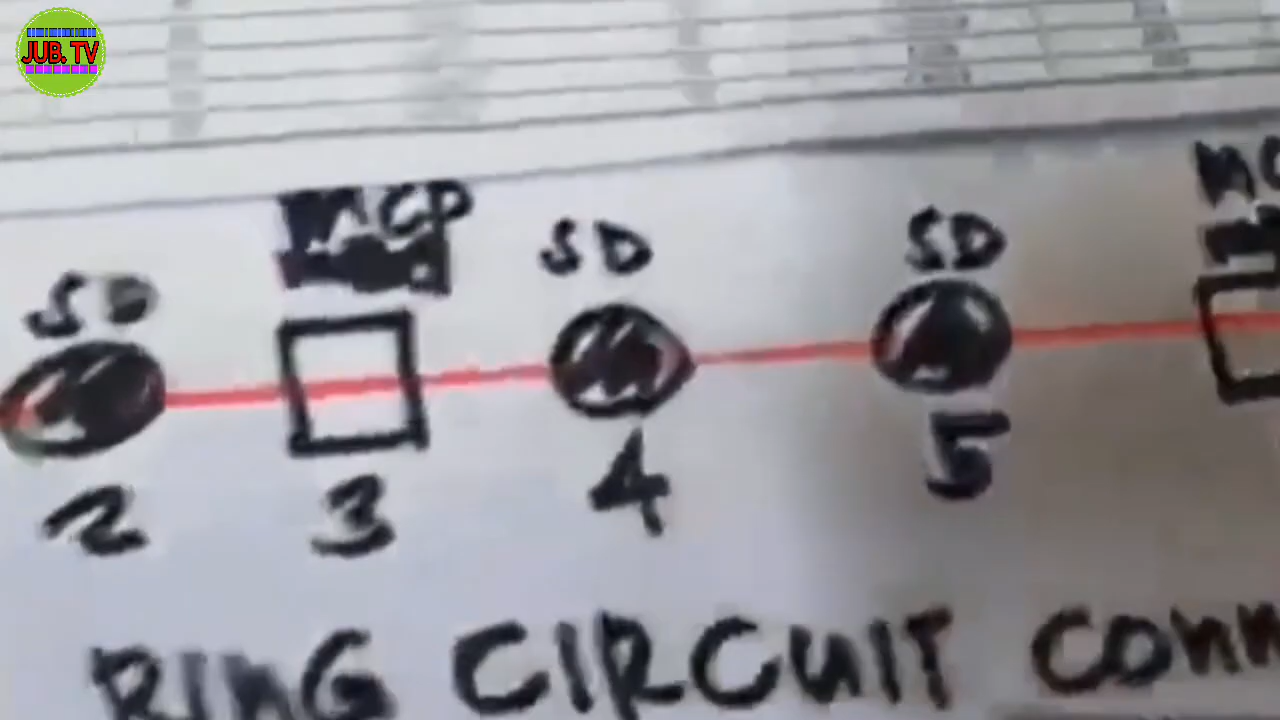 JUB.TV
MCP
SD SD SD
2 3 4 5
RING CIRCUIT